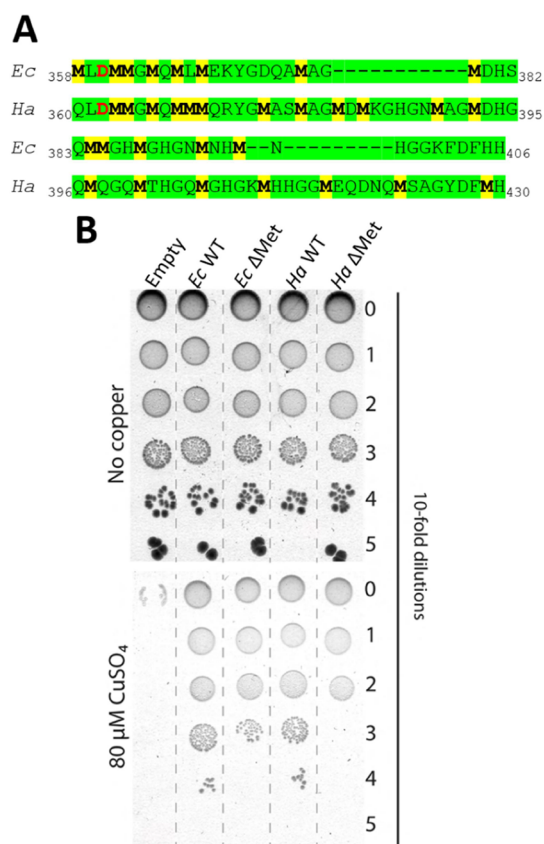 A
Ec 358 MLDMMGMQMLMEKYGDQAMAG-----------MDHS 382
Ha 360 QLDMMGMQMMMQRYGMASMAGMDMKGHGNMAGMDHG 395
Ec 383 QMMGHMGHGNMNHM--N---------HGGKFDFHH 406
Ha 396 QMQGQMTHGQMGHGKMHHGGMEQDNQMSAGYDFMH 430
B
Empty
Ec WT
Ec ΔMet
Ha WT
Ha ΔMet
No copper
0
1
2
3
4
5
80 µM CuSO₄
0
1
2
3
4
5
10-fold dilutions